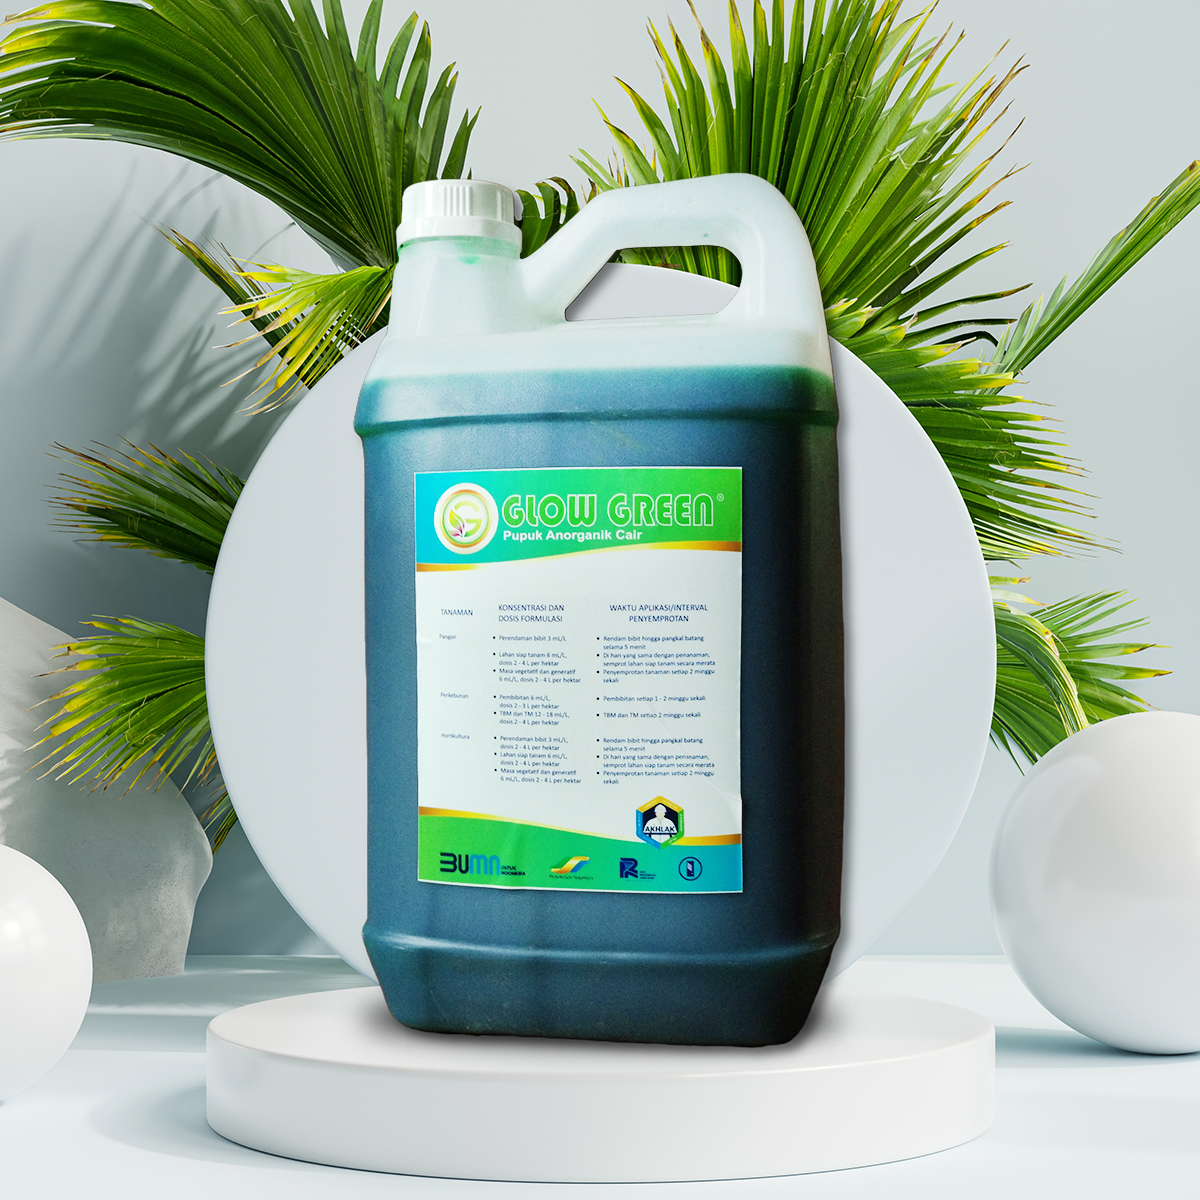 GLOW GREEN®
Pupuk Anorganik Cair
TANAMAN
KONSENTRASI DAN
DOSIS FORMULASI
WAKTU APLIKASI/INTERVAL
PENYEMPROTAN
Pangan
• Perendaman bibit 3 mL/L
• Rendam bibit hingga pangkal batang
selama 5 menit
• Lahan siap tanam 6 mL/L,
dosis 2 - 4 L per hektar
• Di hari yang sama dengan penanaman,
semprot lahan siap tanam secara merata
• Masa vegetatif dan generatif
6 mL/L, dosis 2 - 4 L per hektar
• Penyemprotan tanaman setiap 2 minggu
sekali
Perkebunan
• Pembibitan 6 mL/L,
dosis 2 - 3 L per hektar
• Pembibitan setiap 1 - 2 minggu sekali
• TBM dan TM 12 - 18 mL/L,
dosis 2 - 4 L per hektar
• TBM dan TM setiap 2 minggu sekali
Hortikultura
• Perendaman bibit 3 mL/L,
dosis 2 - 4 L per hektar
• Rendam bibit hingga pangkal batang
selama 5 menit
• Lahan siap tanam 6 mL/L,
dosis 2 - 4 L per hektar
• Di hari yang sama dengan penanaman,
semprot lahan siap tanam secara merata
• Masa vegetatif dan generatif
6 mL/L, dosis 2 - 4 L per hektar
• Penyemprotan tanaman setiap 2 minggu
sekali
AKHLAK
BUMN
UNTUK
INDONESIA